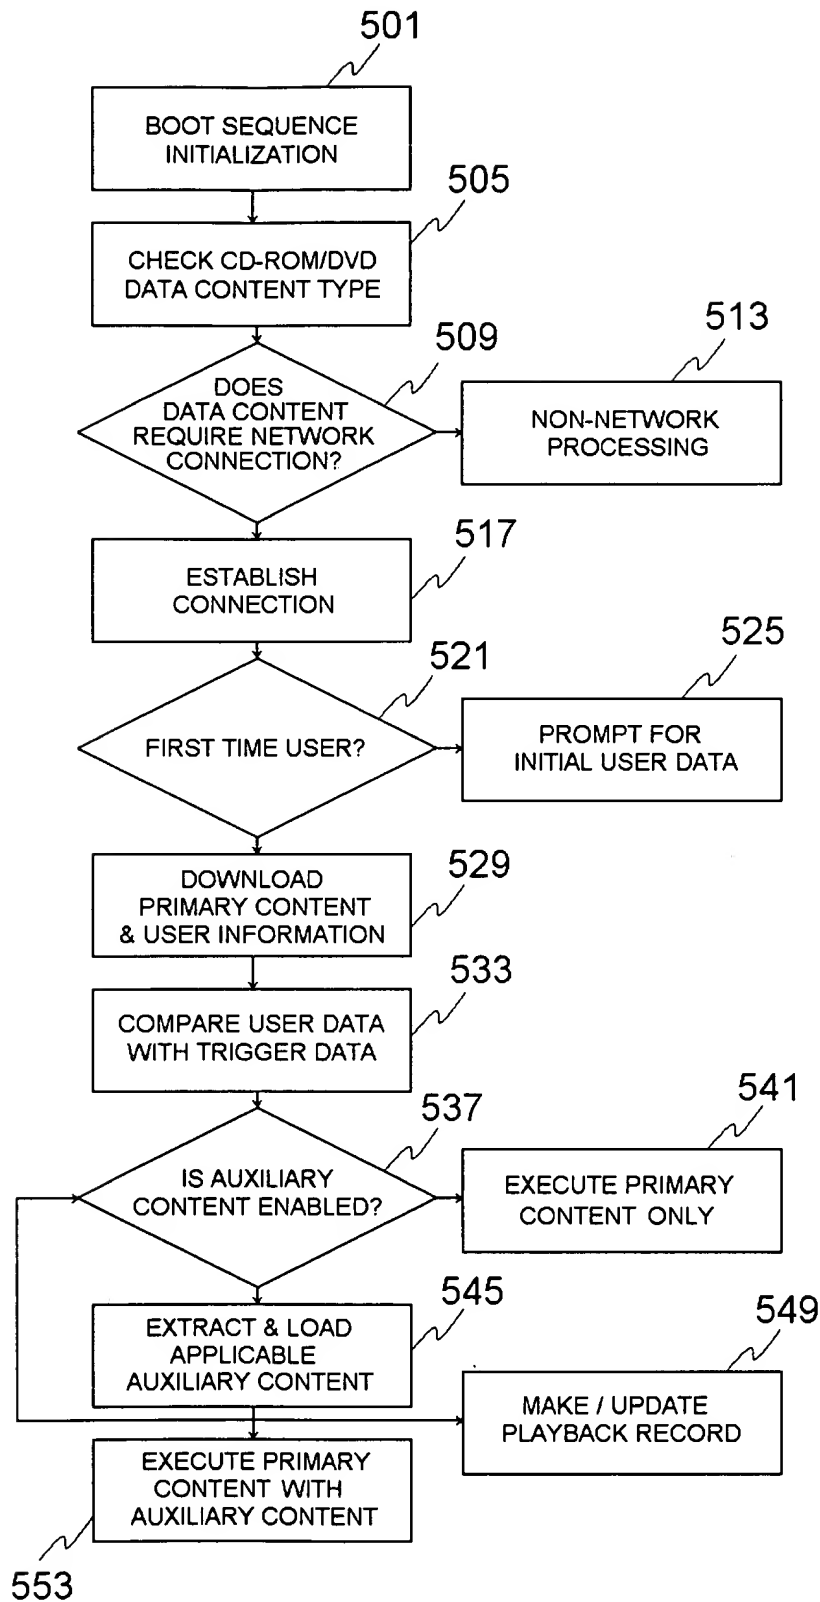 501
BOOT SEQUENCE
INITIALIZATION
505
CHECK CD-ROM/DVD
DATA CONTENT TYPE
509
DOES
DATA CONTENT
REQUIRE NETWORK
CONNECTION?
513
NON-NETWORK
PROCESSING
517
ESTABLISH
CONNECTION
521
FIRST TIME USER?
525
PROMPT FOR
INITIAL USER DATA
529
DOWNLOAD
PRIMARY CONTENT
& USER INFORMATION
533
COMPARE USER DATA
WITH TRIGGER DATA
537
IS AUXILIARY
CONTENT ENABLED?
541
EXECUTE PRIMARY
CONTENT ONLY
545
EXTRACT & LOAD
APPLICABLE
AUXILIARY CONTENT
549
MAKE / UPDATE
PLAYBACK RECORD
EXECUTE PRIMARY
CONTENT WITH
AUXILIARY CONTENT
553